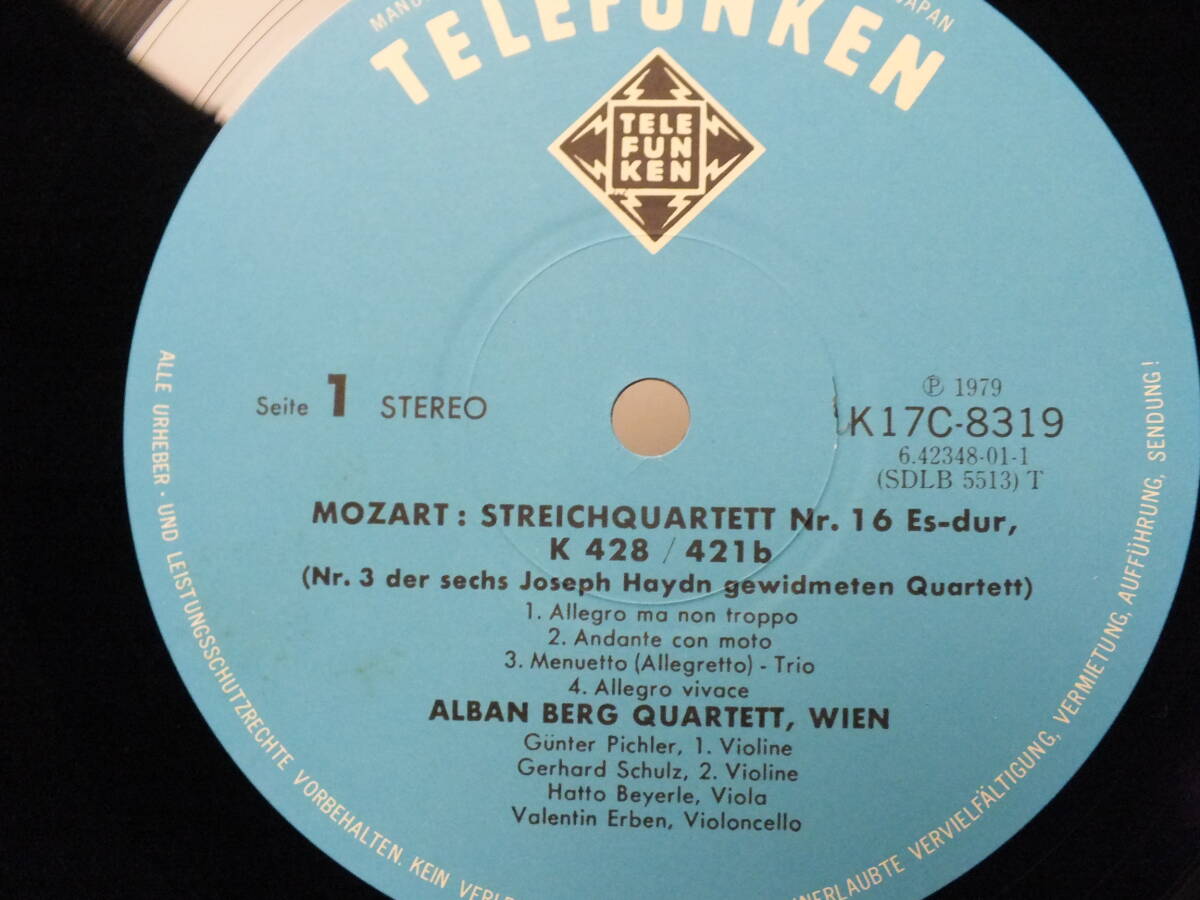 JAPAN
TELEFUNKEN
TELE
FUN
KEN
Seite 1 STEREO
℗ 1979
K17C-8319
6.42348-01-1
(SDLB 5513) T
MOZART: STREICHQUARTETT Nr. 16 Es-dur,
K 428 / 421b
(Nr. 3 der sechs Joseph Haydn gewidmeten Quartett)
1. Allegro ma non troppo
2. Andante con moto
3. Menuetto (Allegretto) - Trio
4. Allegro vivace
ALBAN BERG QUARTETT, WIEN
Günter Pichler, 1. Violine
Gerhard Schulz, 2. Violine
Hatto Beyerle, Viola
Valentin Erben, Violoncello
ALLE URHEBER- UND LEISTUNGSSCHUTZRECHTE VORBEHALTEN. KEIN
UNERLAUBTE VERVIELFÄLTIGUNG, VERMIETUNG, AUFFÜHRUNG, SENDUNG!